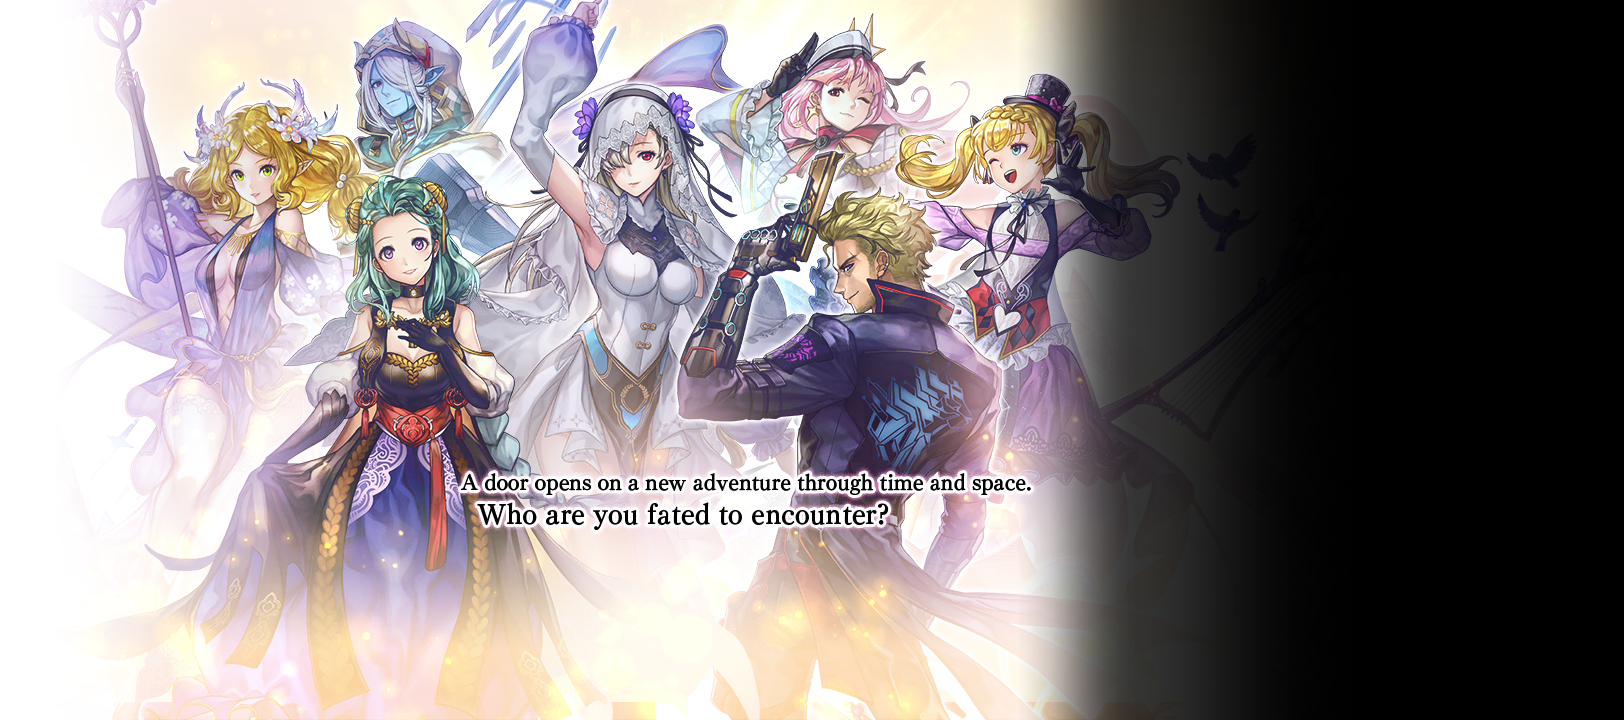 A door opens on a new adventure through time and space.
Who are you fated to encounter?